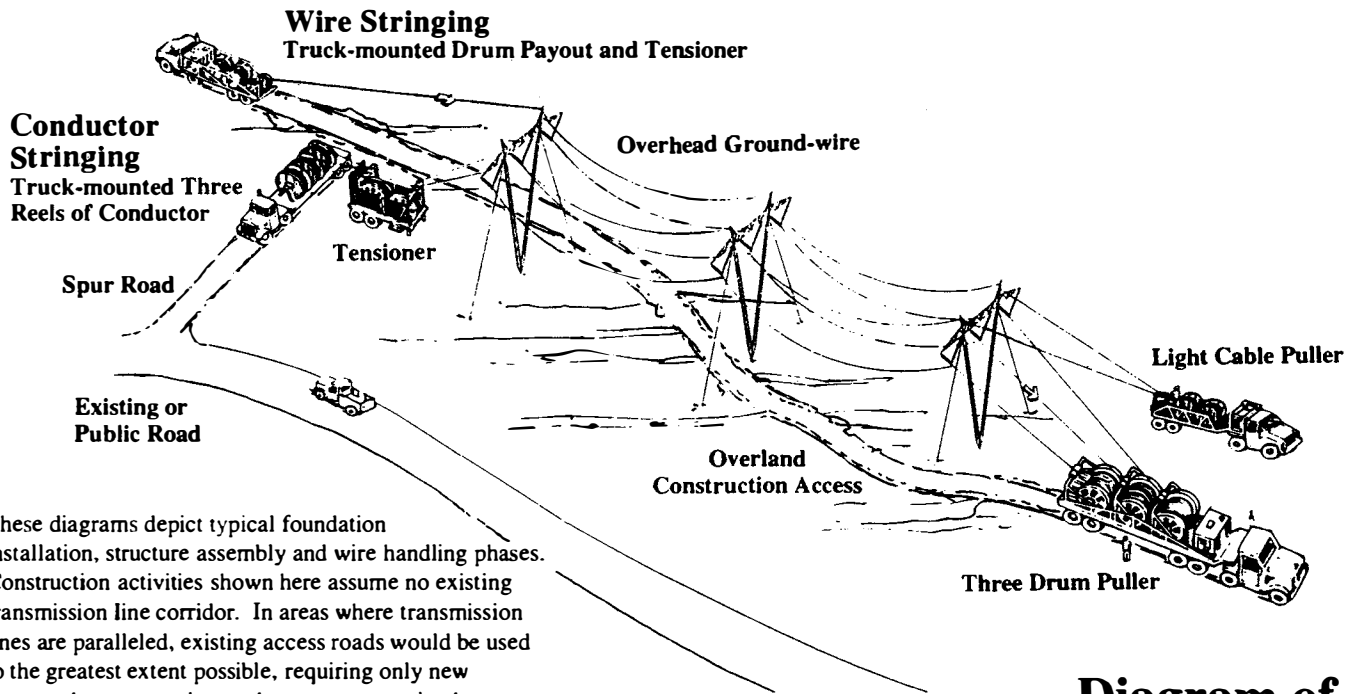 Wire Stringing
Truck-mounted Drum Payout and Tensioner
Conductor
Stringing
Truck-mounted Three
Reels of Conductor
Overhead Ground-wire
Tensioner
Spur Road
Light Cable Puller
Existing or
Public Road
Overland
Construction Access
Three Drum Puller
hese diagrams depict typical foundation
nstallation, structure assembly and wire handling phases.
Construction activities shown here assume no existing
ransmission line corridor. In areas where transmission
nes are paralleled, existing access roads would be used
o the greatest extent possible, requiring only new
Diagram of